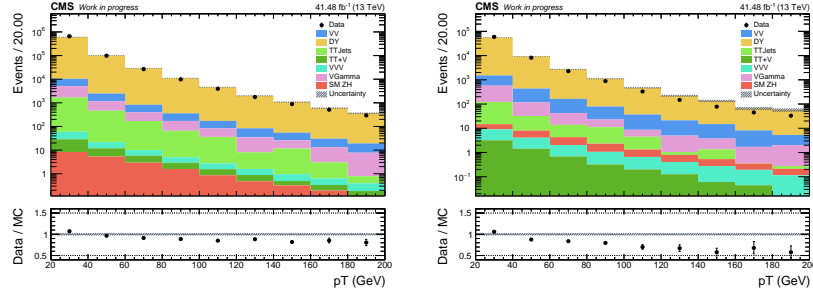 CMS Work in progress 41.48 fb⁻¹ (13 TeV)
Events / 20.00
10⁶
10⁵
10⁴
10³
10²
10
1
Data
VV
DY
TTJets
TT+V
VVV
VGamma
SM ZH
Uncertainty
Data / MC
1.5
1
0.5
20 40 60 80 100 120 140 160 180 200
pT (GeV)
CMS Work in progress 41.48 fb⁻¹ (13 TeV)
Events / 20.00
10⁶
10⁵
10⁴
10³
10²
10
1
10⁻¹
Data
VV
DY
VGamma
TTJets
SM ZH
VVV
TT+V
Uncertainty
Data / MC
1.5
1
0.5
20 40 60 80 100 120 140 160 180 200
pT (GeV)